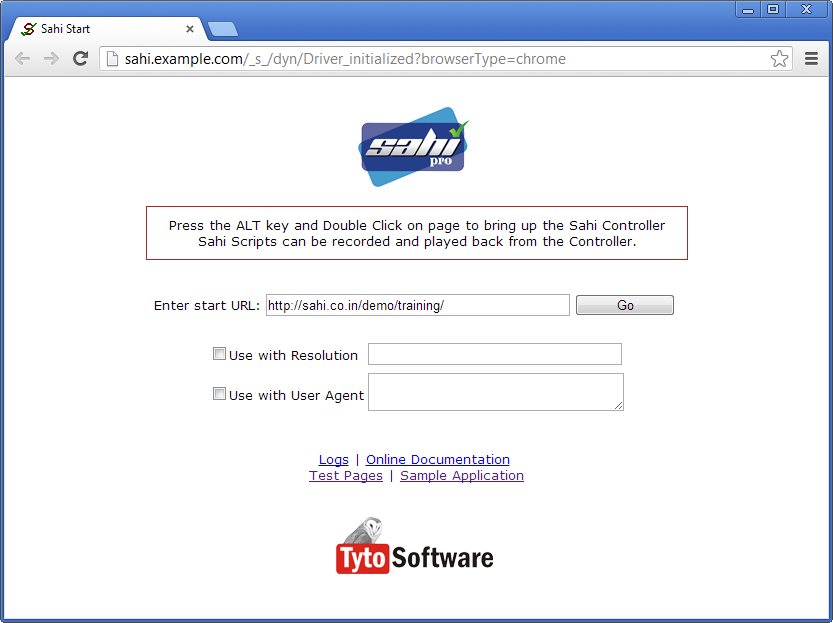 Sahi Start
sahi.example.com/_s_/dyn/Driver_initialized?browserType=chrome
sahi
pro
Press the ALT key and Double Click on page to bring up the Sahi Controller
Sahi Scripts can be recorded and played back from the Controller.
Enter start URL: http://sahi.co.in/demo/training/ Go
Use with Resolution
Use with User Agent
Logs | Online Documentation
Test Pages | Sample Application
Tyto Software